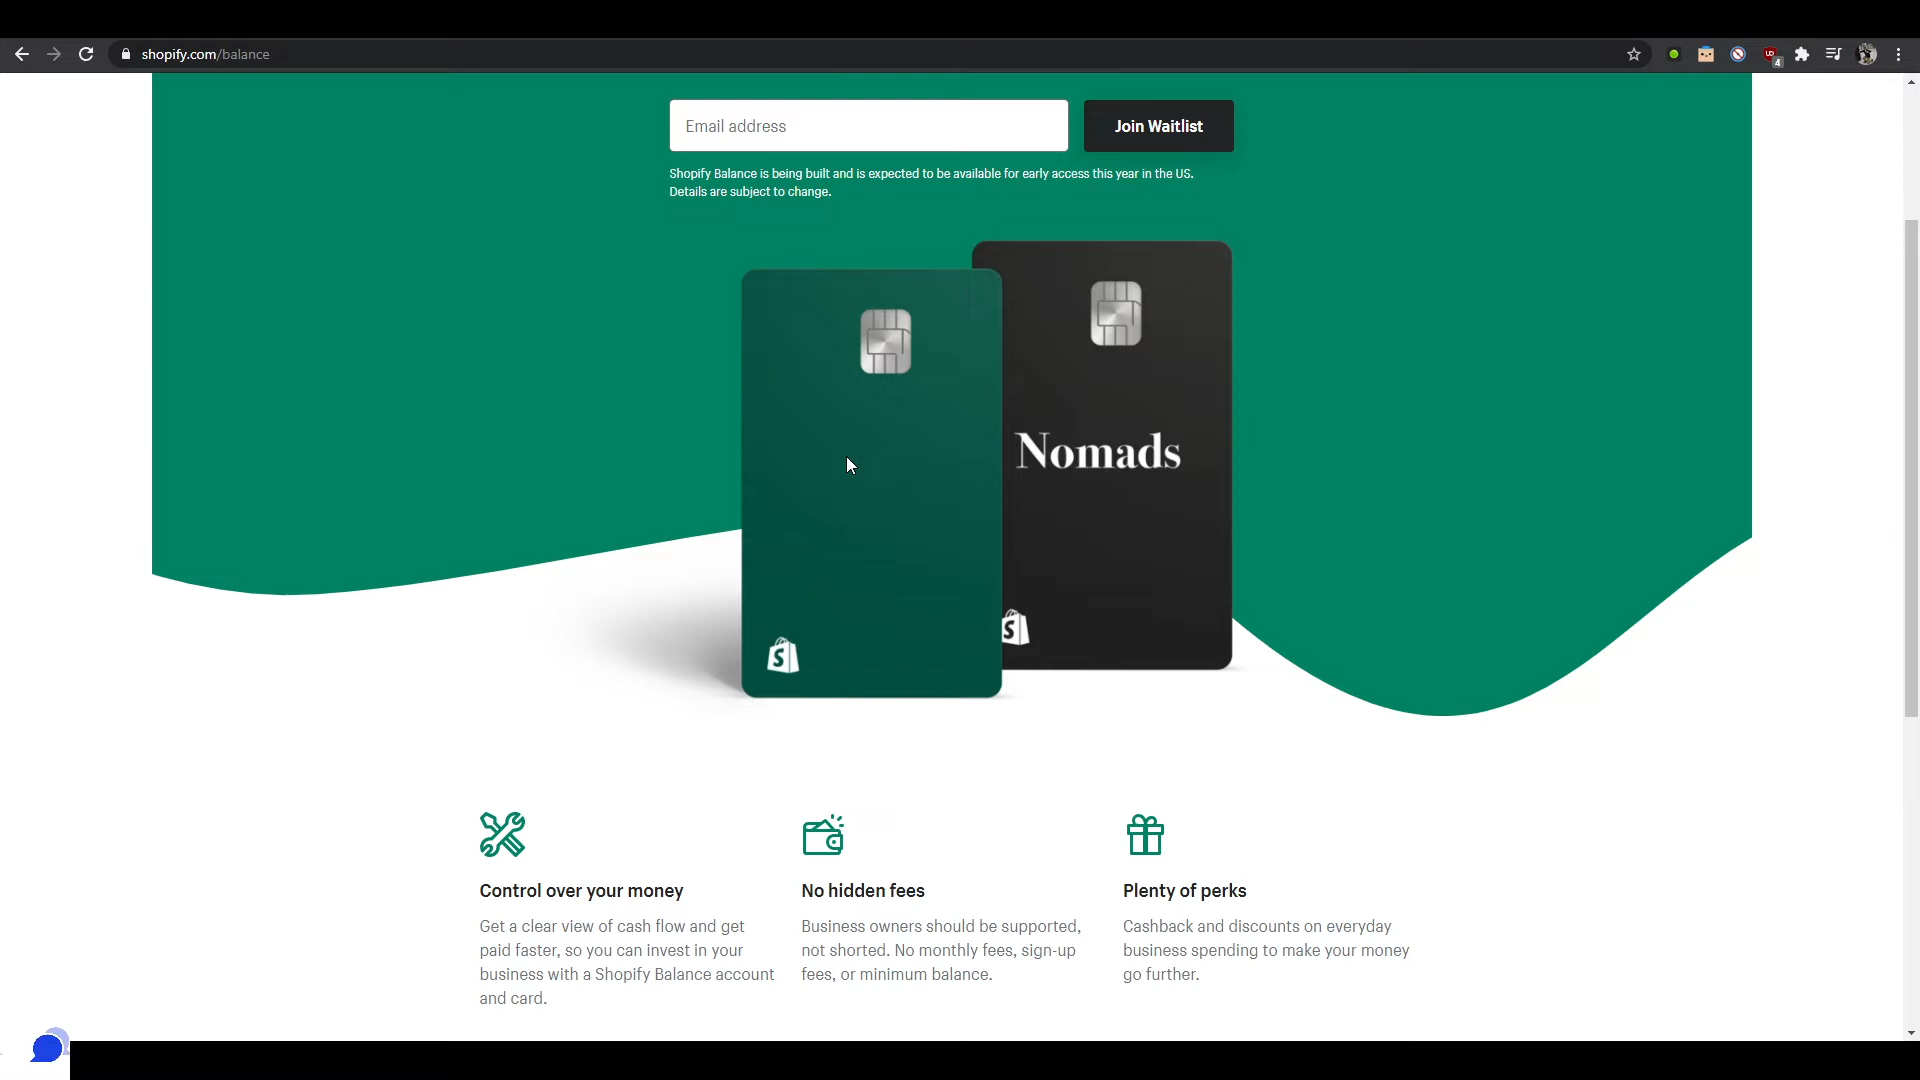 shopify.com/balance
4
Email address
Join Waitlist
Shopify Balance is being built and is expected to be available for early access this year in the US.
Details are subject to change.
Nomads
S
S
Control over your money
Get a clear view of cash flow and get
paid faster, so you can invest in your
business with a Shopify Balance account
and card.
No hidden fees
Business owners should be supported,
not shorted. No monthly fees, sign-up
fees, or minimum balance.
Plenty of perks
Cashback and discounts on everyday
business spending to make your money
go further.